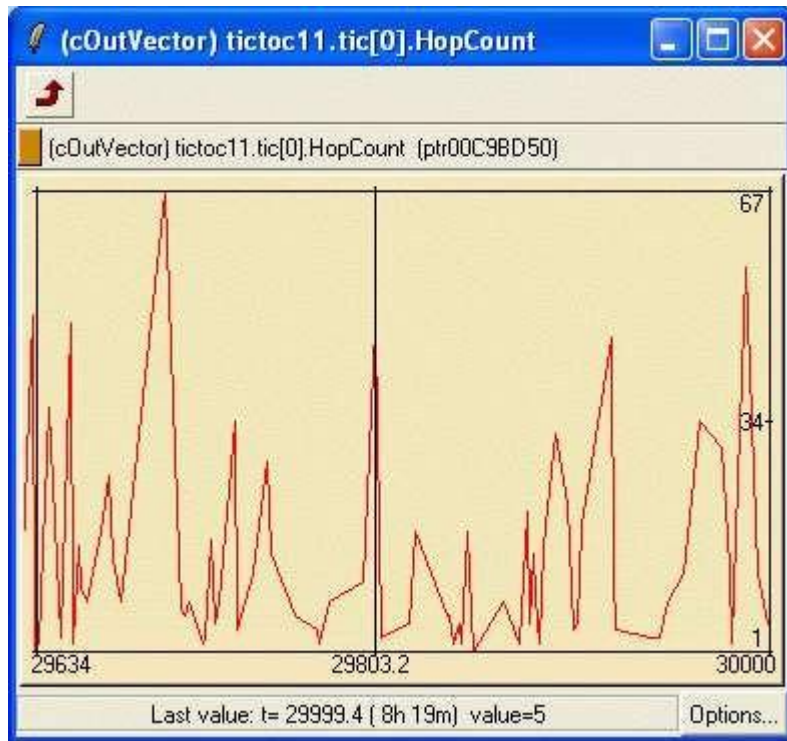 (cOutVector) tictoc11.tic[0].HopCount
(cOutVector) tictoc11.tic[0].HopCount (ptr00C9BD50)
67
34
1
29634 29803.2 30000
Last value: t= 29999.4 ( 8h 19m) value=5 Options...